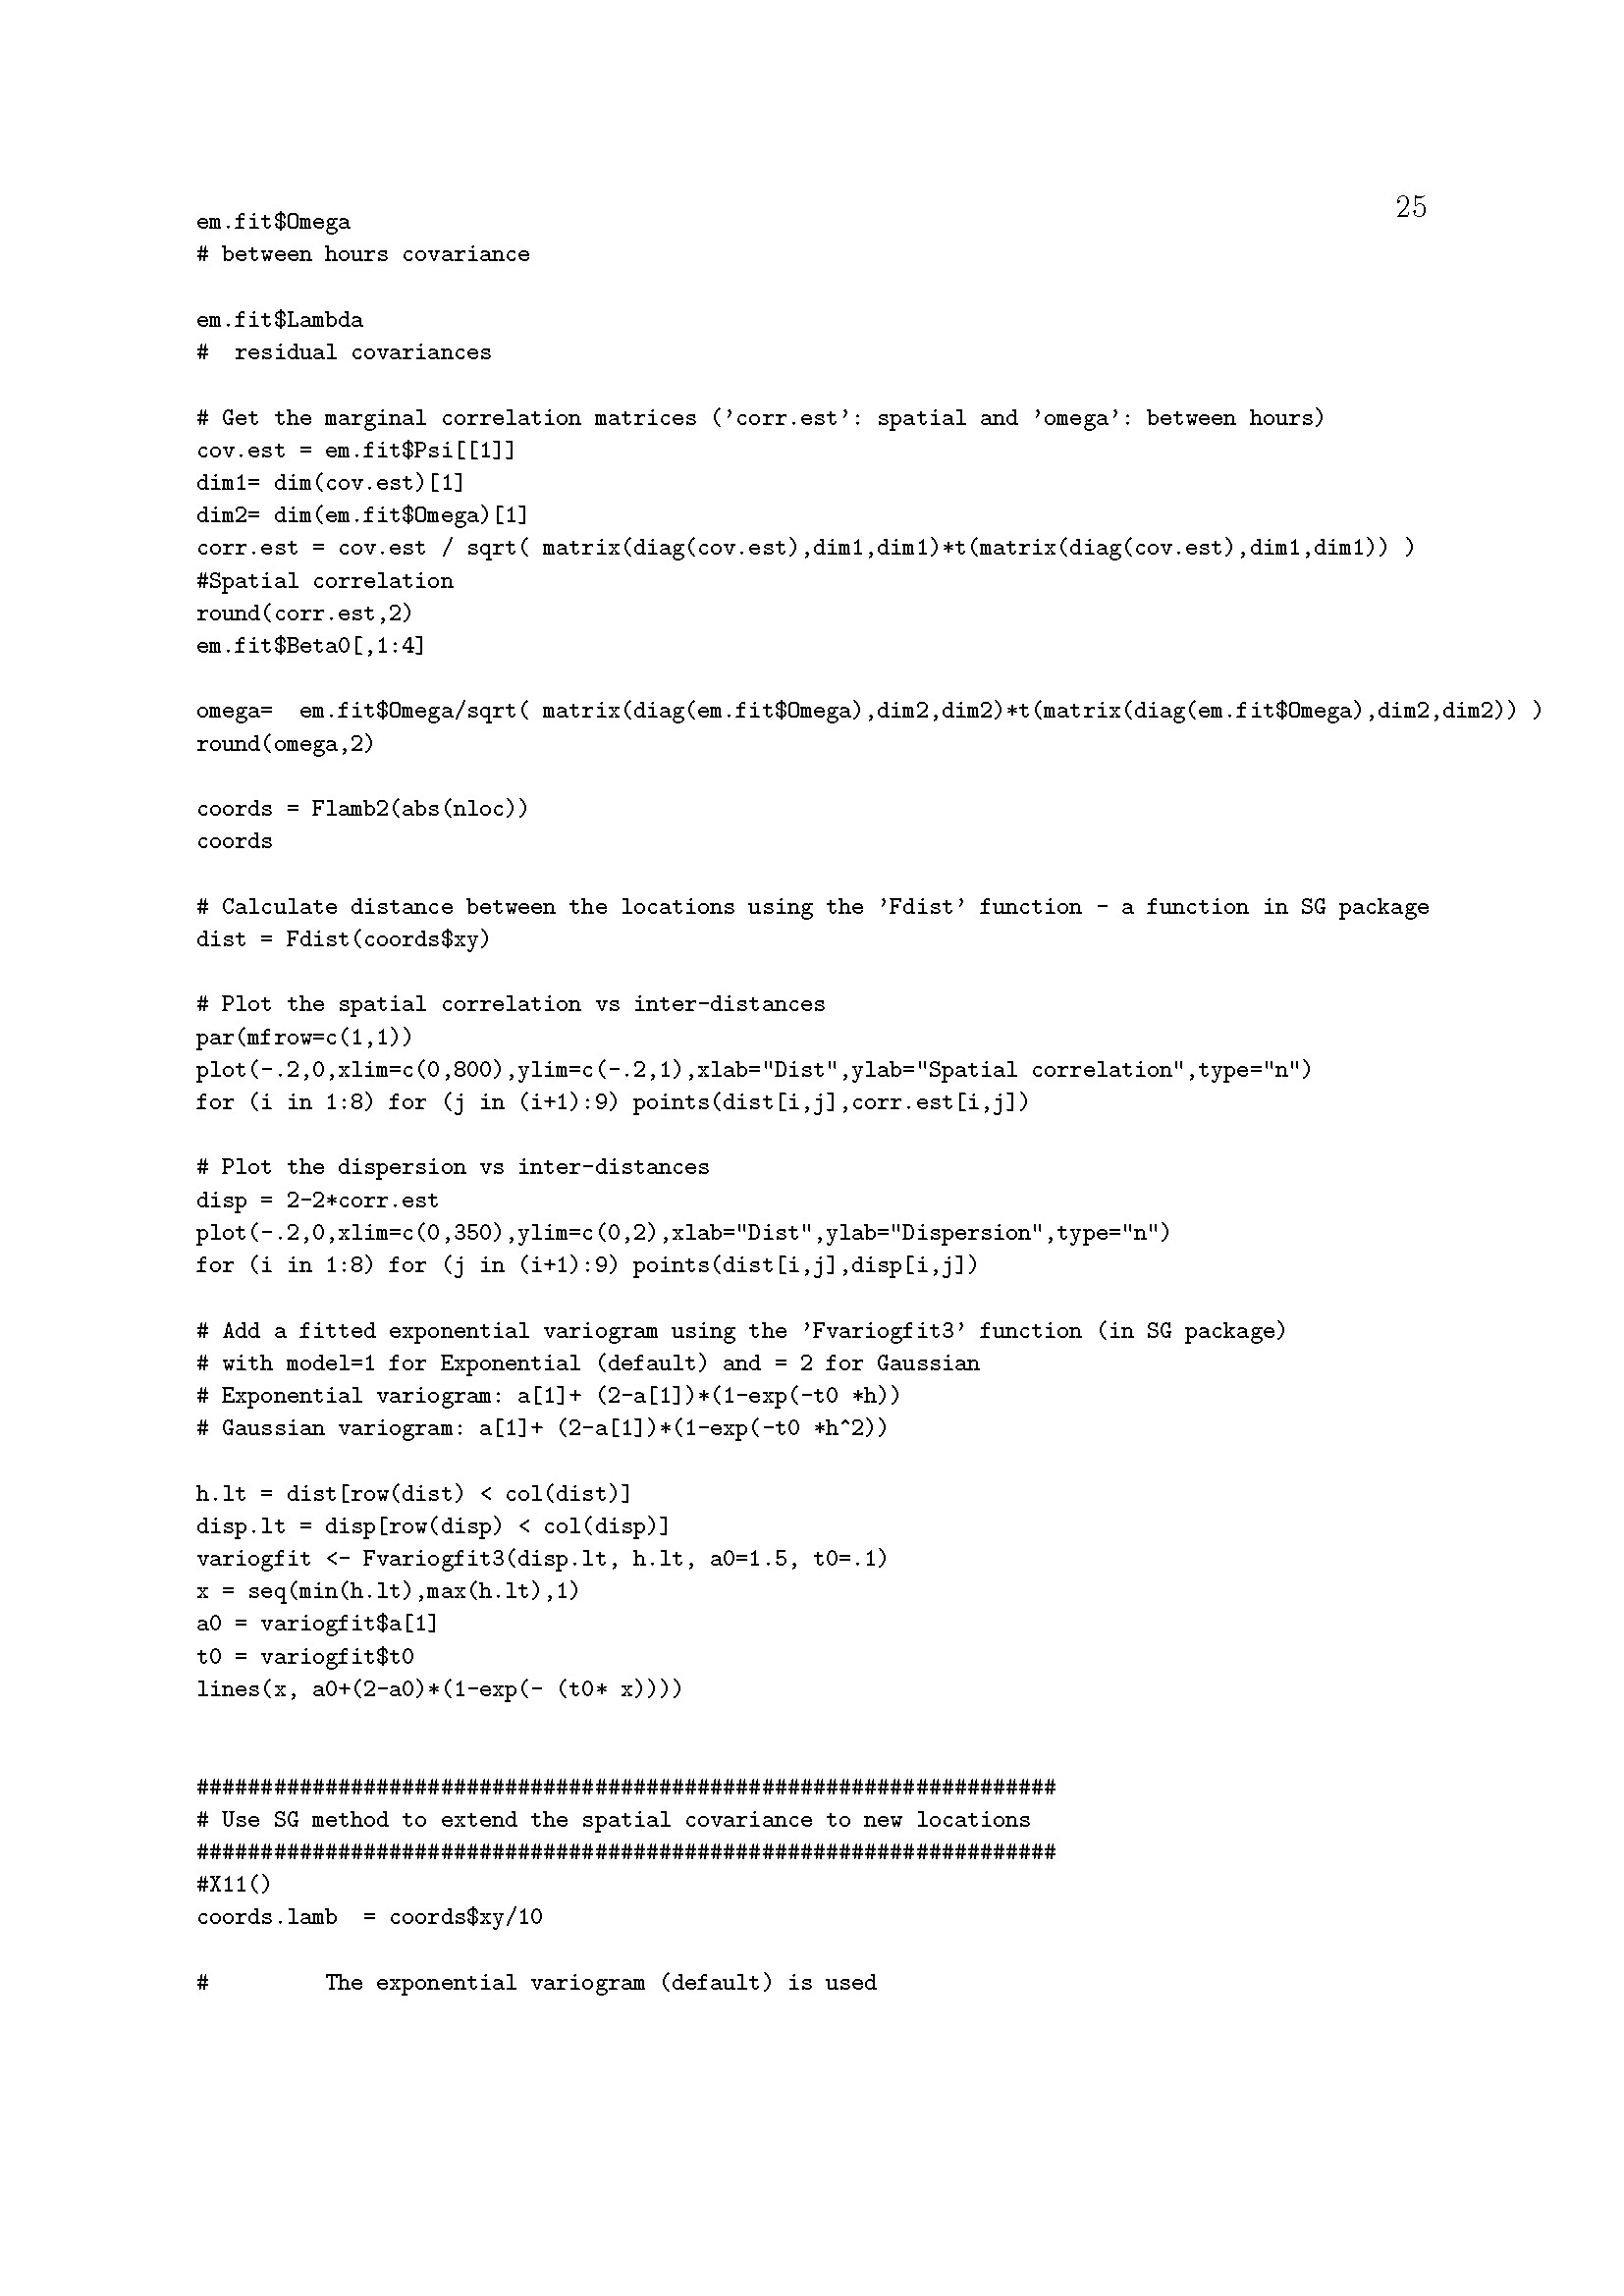 25
em.fit$Omega
# between hours covariance

em.fit$Lambda
#  residual covariances

# Get the marginal correlation matrices ('corr.est': spatial and 'omega': between hours)
cov.est = em.fit$Psi[[1]]
dim1= dim(cov.est)[1]
dim2= dim(em.fit$Omega)[1]
corr.est = cov.est / sqrt( matrix(diag(cov.est),dim1,dim1)*t(matrix(diag(cov.est),dim1,dim1)) )
#Spatial correlation
round(corr.est,2)
em.fit$Beta0[,1:4]

omega=  em.fit$Omega/sqrt( matrix(diag(em.fit$Omega),dim2,dim2)*t(matrix(diag(em.fit$Omega),dim2,dim2)) )
round(omega,2)

coords = Flamb2(abs(nloc))
coords

# Calculate distance between the locations using the 'Fdist' function - a function in SG package
dist = Fdist(coords$xy)

# Plot the spatial correlation vs inter-distances
par(mfrow=c(1,1))
plot(-.2,0,xlim=c(0,800),ylim=c(-.2,1),xlab="Dist",ylab="Spatial correlation",type="n")
for (i in 1:8) for (j in (i+1):9) points(dist[i,j],corr.est[i,j])

# Plot the dispersion vs inter-distances
disp = 2-2*corr.est
plot(-.2,0,xlim=c(0,350),ylim=c(0,2),xlab="Dist",ylab="Dispersion",type="n")
for (i in 1:8) for (j in (i+1):9) points(dist[i,j],disp[i,j])

# Add a fitted exponential variogram using the 'Fvariogfit3' function (in SG package)
# with model=1 for Exponential (default) and = 2 for Gaussian
# Exponential variogram: a[1]+ (2-a[1])*(1-exp(-t0 *h))
# Gaussian variogram: a[1]+ (2-a[1])*(1-exp(-t0 *h^2))

h.lt = dist[row(dist) < col(dist)]
disp.lt = disp[row(disp) < col(disp)]
variogfit <- Fvariogfit3(disp.lt, h.lt, a0=1.5, t0=.1)
x = seq(min(h.lt),max(h.lt),1)
a0 = variogfit$a[1]
t0 = variogfit$t0
lines(x, a0+(2-a0)*(1-exp(- (t0* x))))

###################################################################
# Use SG method to extend the spatial covariance to new locations
###################################################################
#X11()
coords.lamb  = coords$xy/10

#         The exponential variogram (default) is used